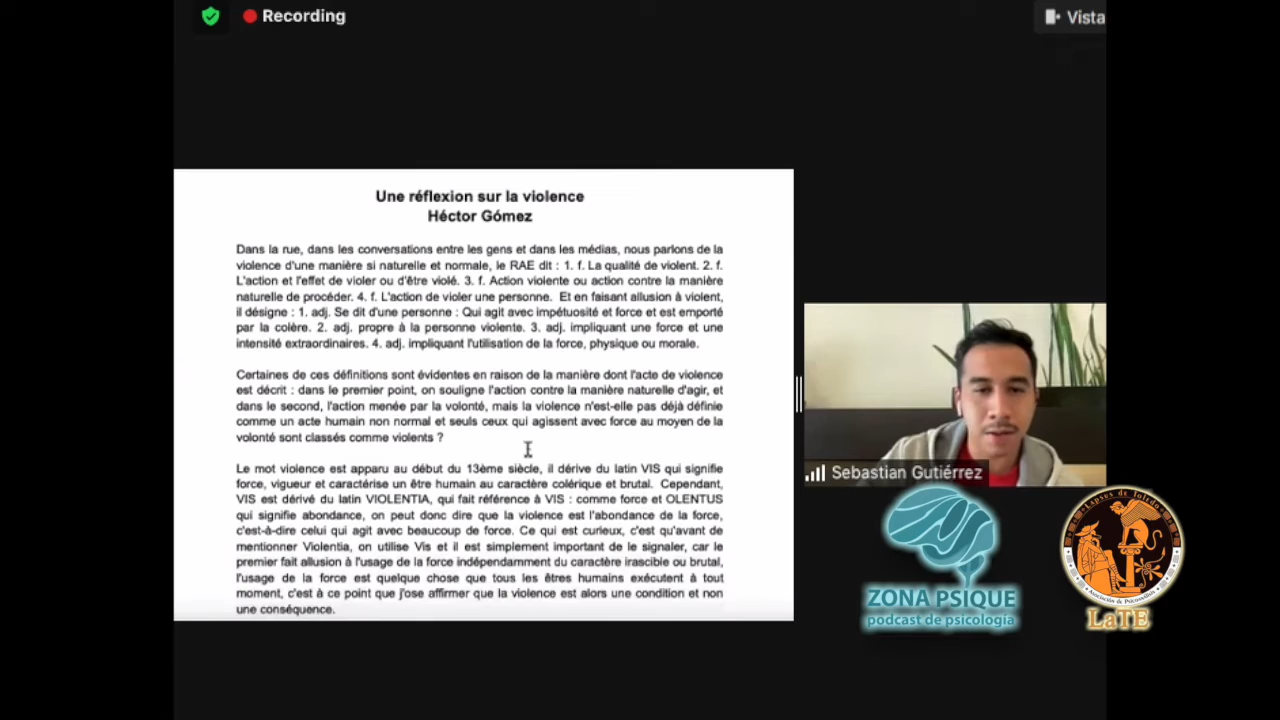 Recording
Vista
Une réflexion sur la violence
Héctor Gómez
Dans la rue, dans les conversations entre les gens et dans les médias, nous parlons de la
violence d'une manière si naturelle et normale, le RAE dit : 1. f. La qualité de violent. 2. f.
L'action et l'effet de violer ou d'être violé. 3. f. Action violente ou action contre la manière
naturelle de procéder. 4. f. L'action de violer une personne. Et en faisant allusion à violent,
il désigne : 1. adj. Se dit d'une personne : Qui agit avec impétuosité et force et est emporté
par la colère. 2. adj. propre à la personne violente. 3. adj. impliquant une force et une
intensité extraordinaires. 4. adj. impliquant l'utilisation de la force, physique ou morale.
Certaines de ces définitions sont évidentes en raison de la manière dont l'acte de violence
est décrit : dans le premier point, on souligne l'action contre la manière naturelle d'agir, et
dans le second, l'action menée par la volonté, mais la violence n'est-elle pas déjà définie
comme un acte humain non normal et seuls ceux qui agissent avec force au moyen de la
volonté sont classés comme violents ?
Le mot violence est apparu au début du 13ème siècle, il dérive du latin VIS qui signifie
force, vigueur et caractérise un être humain au caractère colérique et brutal. Cependant,
VIS est dérivé du latin VIOLENTIA, qui fait référence à VIS : comme force et OLENTUS
qui signifie abondance, on peut donc dire que la violence est l'abondance de la force,
c'est-à-dire celui qui agit avec beaucoup de force. Ce qui est curieux, c'est qu'avant de
mentionner Violentia, on utilise Vis et il est simplement important de le signaler, car le
premier fait allusion à l'usage de la force indépendamment du caractère irascible ou brutal,
l'usage de la force est quelque chose que tous les êtres humains exécutent à tout
moment, c'est à ce point que j'ose affirmer que la violence est alors une condition et non
une conséquence.
Sebastian Gutiérrez
ZONA PSIQUE
podcast de psicología
Lapsus de Toledo
Asociación de Psicoanálisis
LaTE